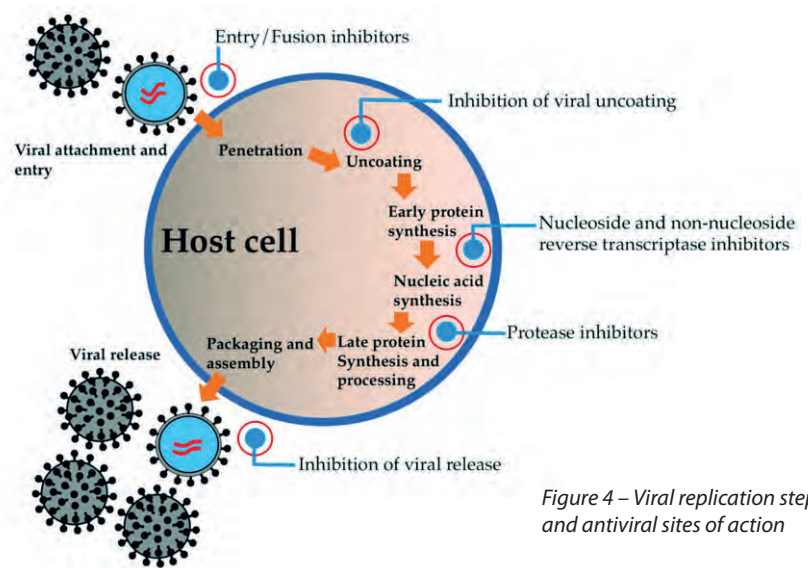 Entry/Fusion inhibitors
Inhibition of viral uncoating
Viral attachment and
entry
Penetration
Uncoating
Early protein
synthesis
Host cell
Nucleoside and non-nucleoside
reverse transcriptase inhibitors
Nucleic acid
synthesis
Protease inhibitors
Late protein
Synthesis and
processing
Packaging and
assembly
Viral release
Inhibition of viral release
Figure 4 – Viral replication
and antiviral sites of action